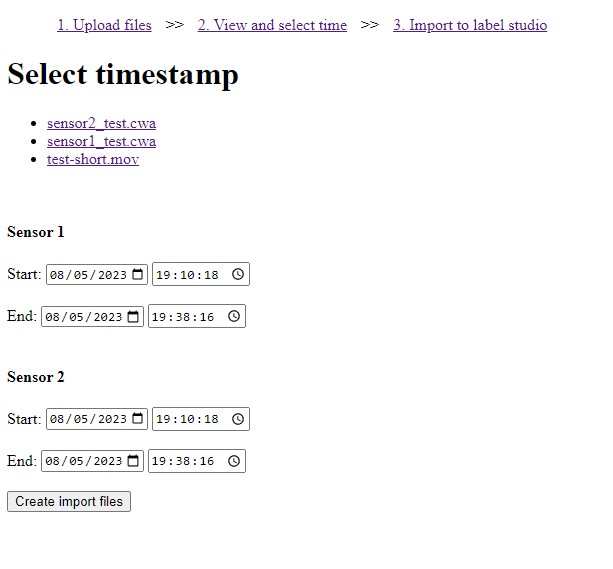 1. Upload files >> 2. View and select time >> 3. Import to label studio
Select timestamp
sensor2_test.cwa
sensor1_test.cwa
test-short.mov
Sensor 1
Start: 08/05/2023 19:10:18
End: 08/05/2023 19:38:16
Sensor 2
Start: 08/05/2023 19:10:18
End: 08/05/2023 19:38:16
Create import files